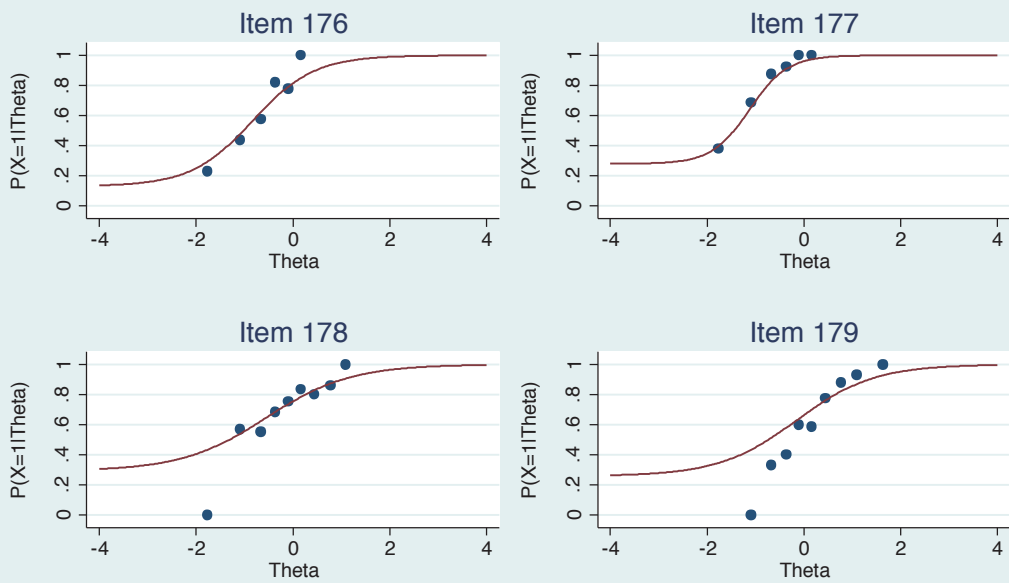 Item 176
P(X=1|Theta)
0 .2 .4 .6 .8 1
-4 -2 0 2 4
Theta
Item 177
P(X=1|Theta)
0 .2 .4 .6 .8 1
-4 -2 0 2 4
Theta
Item 178
P(X=1|Theta)
0 .2 .4 .6 .8 1
-4 -2 0 2 4
Theta
Item 179
P(X=1|Theta)
0 .2 .4 .6 .8 1
-4 -2 0 2 4
Theta